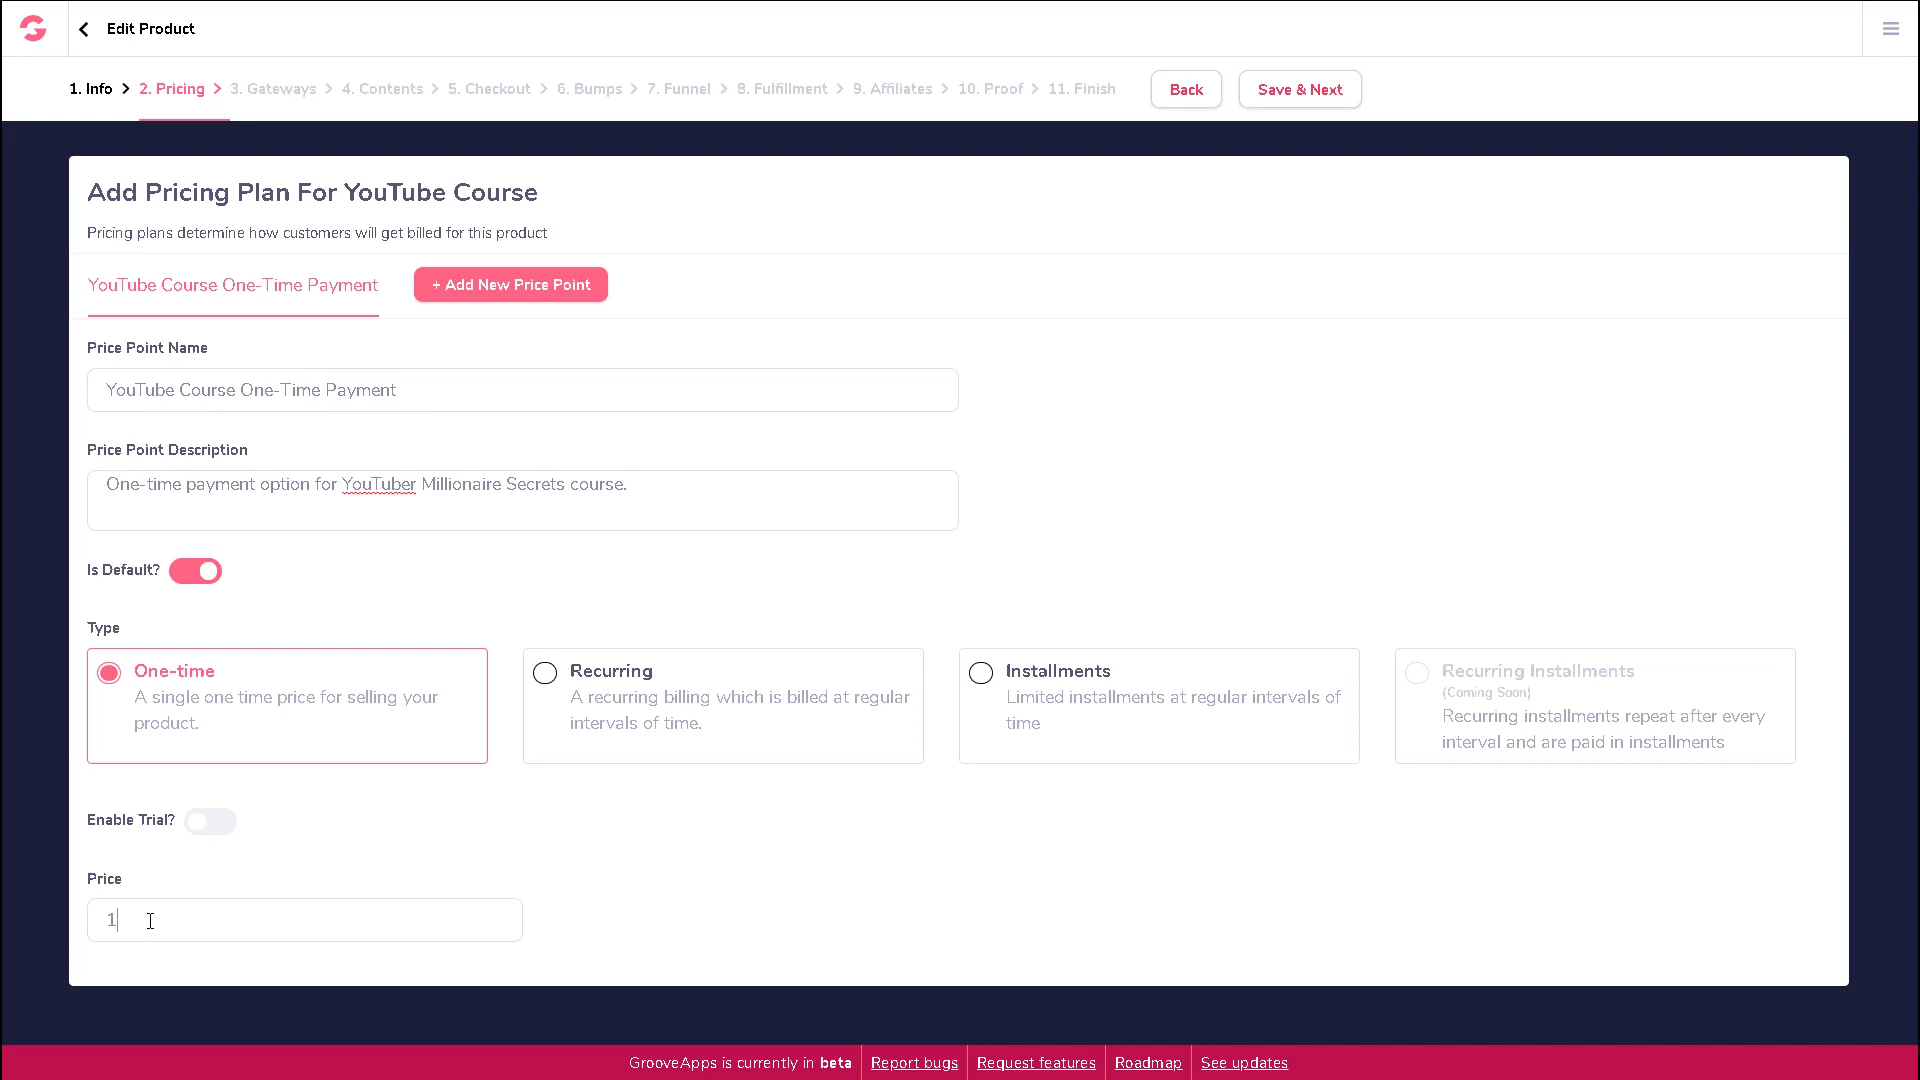 Edit Product
1. Info > 2. Pricing > 3. Gateways > 4. Contents > 5. Checkout > 6. Bumps > 7. Funnel > 8. Fulfillment > 9. Affiliates > 10. Proof > 11. Finish Back Save & Next
Add Pricing Plan For YouTube Course
Pricing plans determine how customers will get billed for this product
YouTube Course One-Time Payment + Add New Price Point
Price Point Name
YouTube Course One-Time Payment
Price Point Description
One-time payment option for YouTuber Millionaire Secrets course.
Is Default?
Type
One-time
A single one time price for selling your
product.
Recurring
A recurring billing which is billed at regular
intervals of time.
Installments
Limited installments at regular intervals of
time
Recurring Installments
(Coming Soon)
Recurring installments repeat after every
interval and are paid in installments
Enable Trial?
Price
1
GrooveApps is currently in beta Report bugs Request features Roadmap See updates